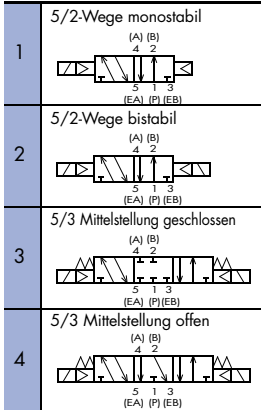 1
5/2-Wege monostabil
(A) (B)
4 2
5 1 3
(EA) (P) (EB)
2
5/2-Wege bistabil
(A) (B)
4 2
5 1 3
(EA) (P) (EB)
3
5/3 Mittelstellung geschlossen
(A) (B)
4 2
5 1 3
(EA) (P)(EB)
4
5/3 Mittelstellung offen
(A) (B)
4 2
5 1 3
(EA) (P) (EB)